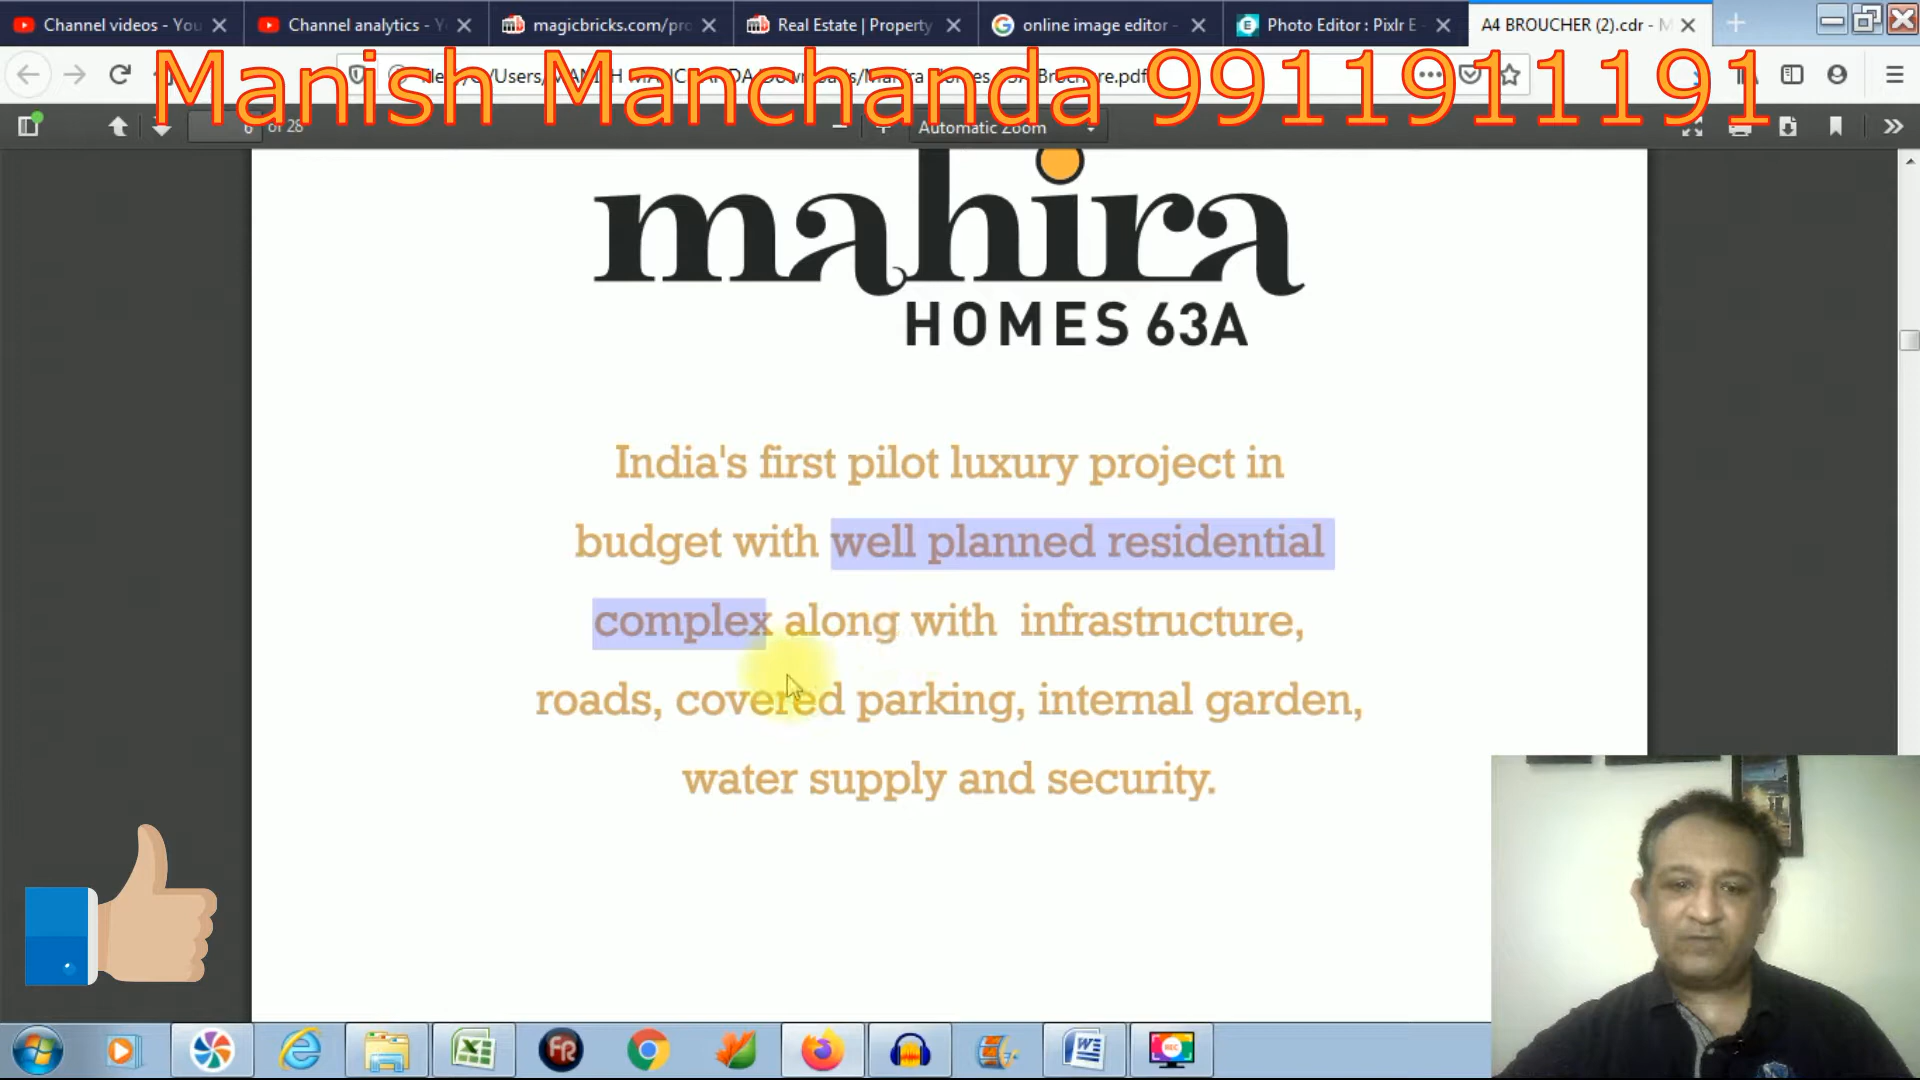 Channel videos - You
Channel analytics - Y
magicbricks.com/pro
Real Estate | Property
online image editor -
Photo Editor : Pixlr E -
A4 BROUCHER (2).cdr - M
Manish Manchanda 9911911191
6 of 28
Automatic Zoom
mahira
HOMES 63A
India's first pilot luxury project in
budget with well planned residential
complex along with infrastructure,
roads, covered parking, internal garden,
water supply and security.